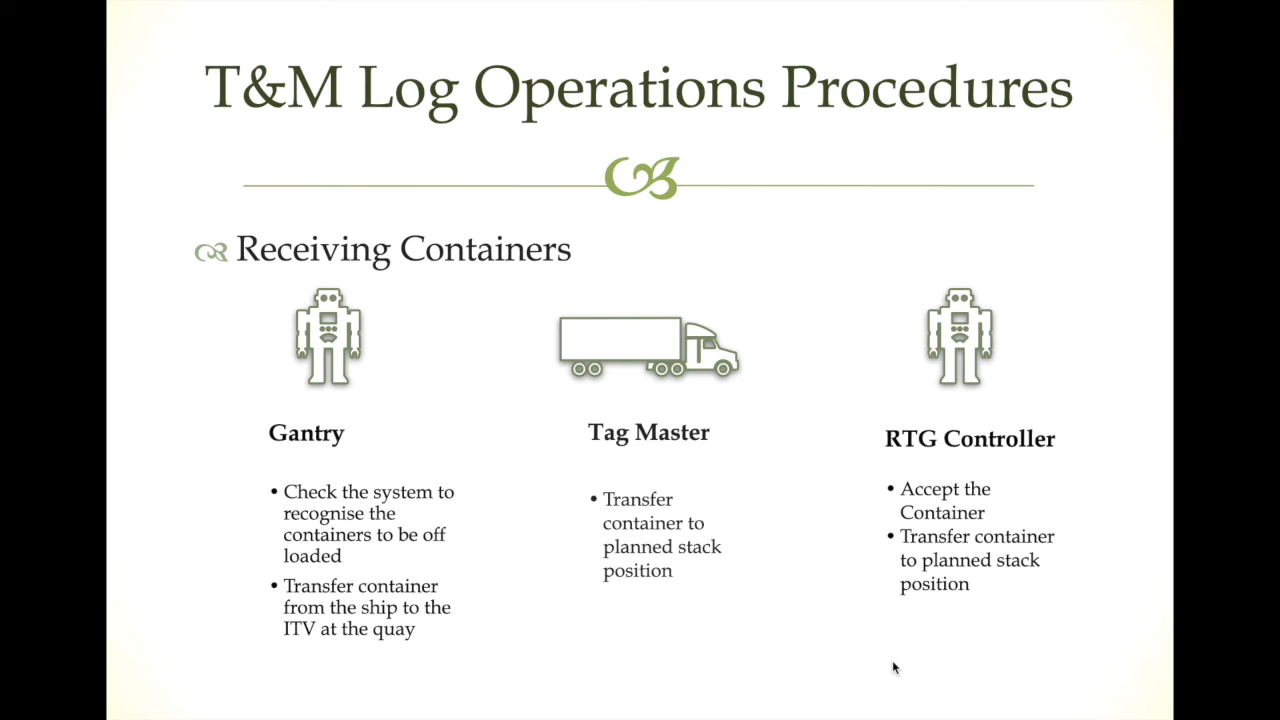 T&M Log Operations Procedures
Receiving Containers
Gantry
• Check the system to
recognise the
containers to be off
loaded
• Transfer container
from the ship to the
ITV at the quay
Tag Master
• Transfer
container to
planned stack
position
RTG Controller
• Accept the
Container
• Transfer container
to planned stack
position